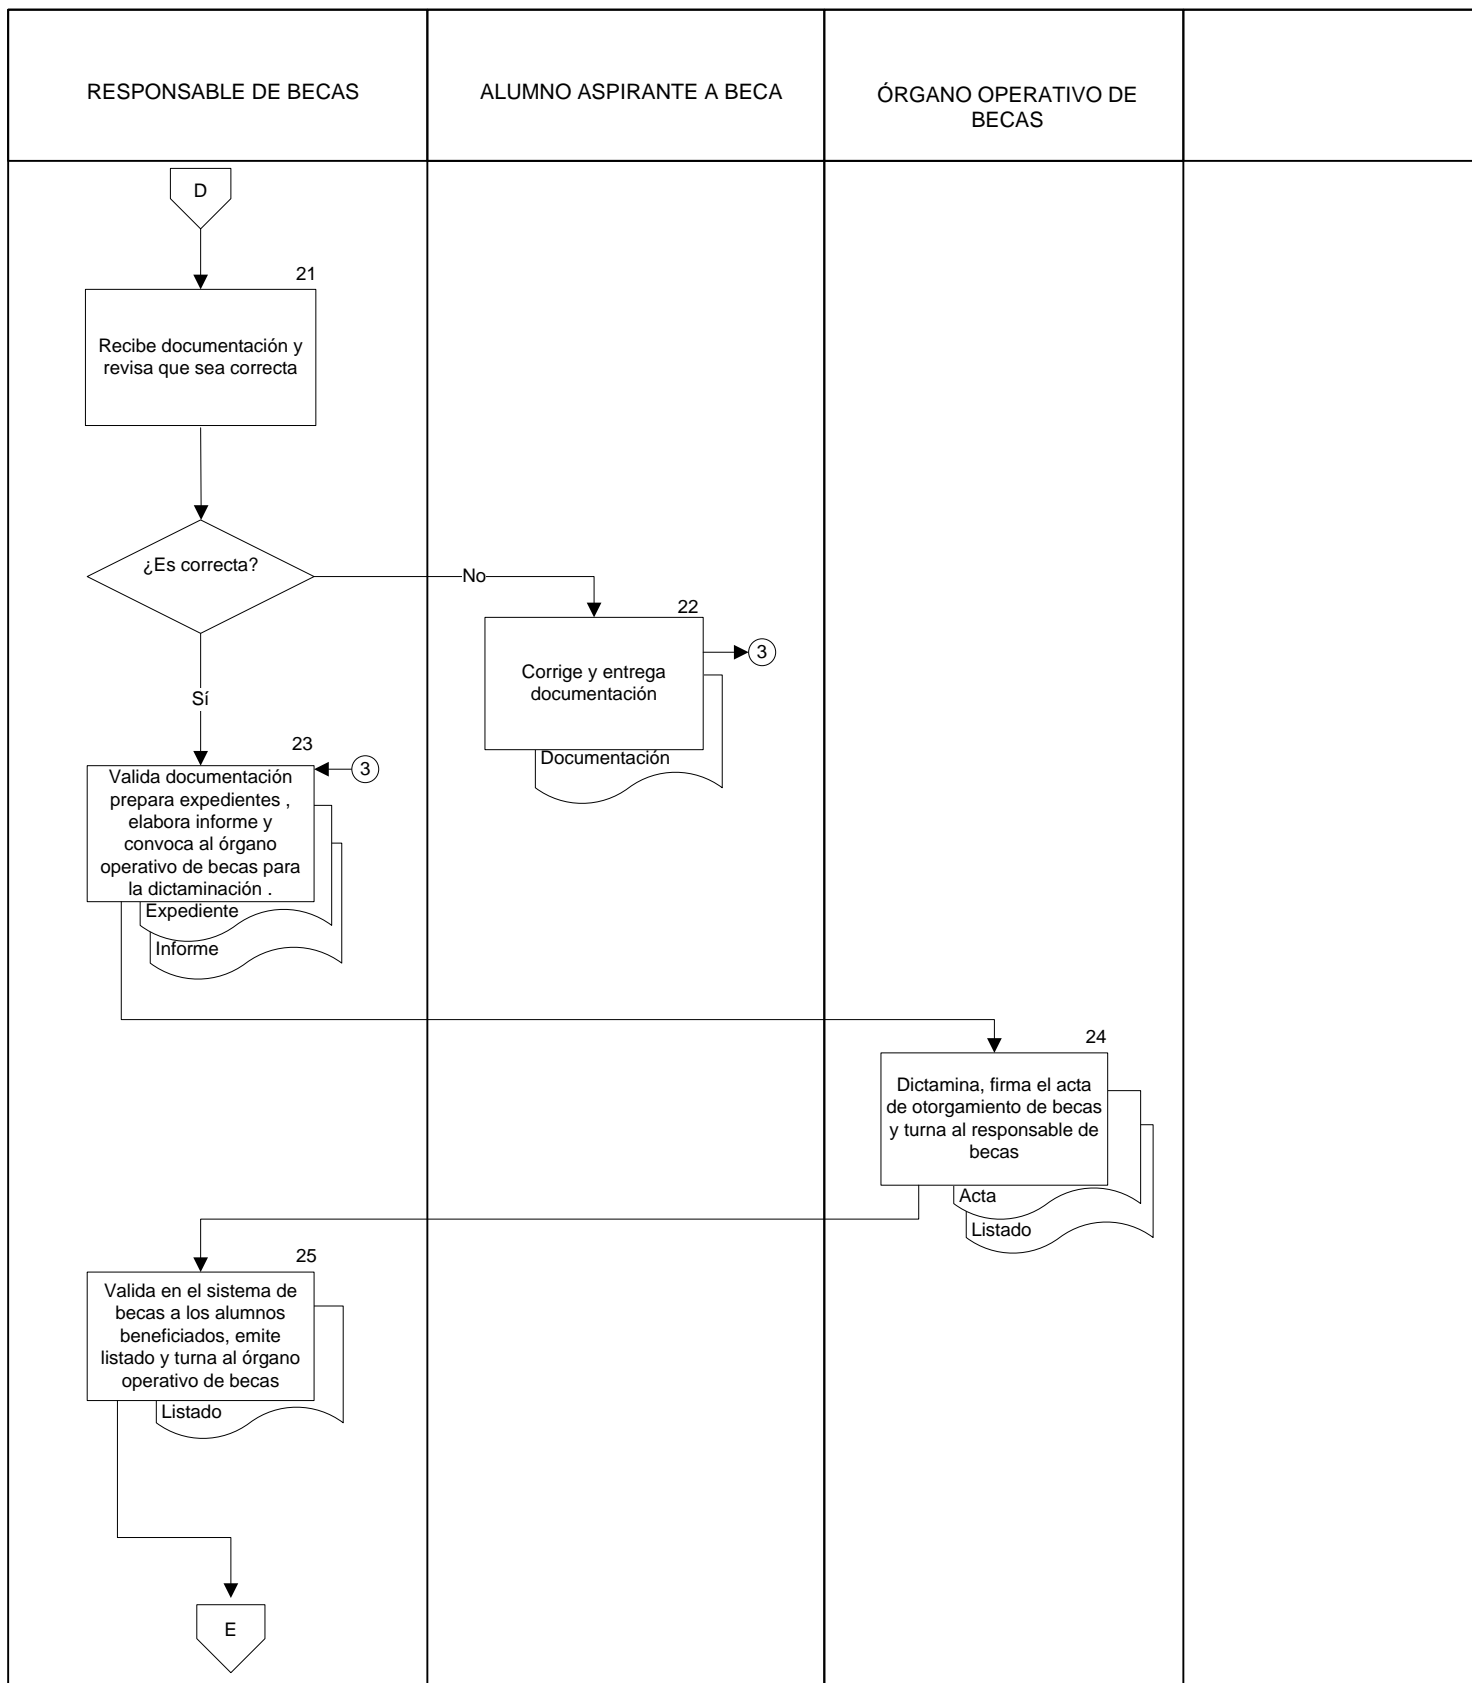 RESPONSABLE DE BECAS
ALUMNO ASPIRANTE A BECA
ÓRGANO OPERATIVO DE
BECAS
D
21
Recibe documentación y
revisa que sea correcta
¿Es correcta?
No
22
Corrige y entrega
documentación
3
Documentación
Sí
23
3
Valida documentación
prepara expedientes ,
elabora informe y
convoca al órgano
operativo de becas para
la dictaminación .
Expediente
Informe
24
Dictamina, firma el acta
de otorgamiento de becas
y turna al responsable de
becas
Acta
Listado
25
Valida en el sistema de
becas a los alumnos
beneficiados, emite
listado y turna al órgano
operativo de becas
Listado
E